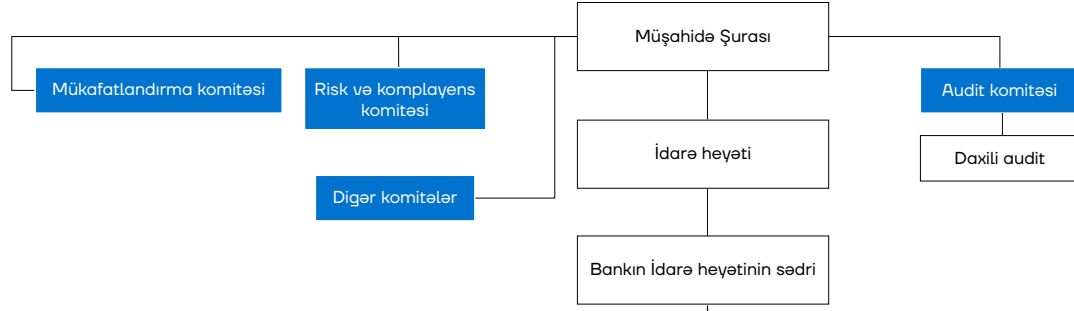 Müşahidə Şurası
Mükafatlandırma komitəsi
Risk və komplayens
komitəsi
Audit komitəsi
İdarə heyəti
Daxili audit
Digər komitələr
Bankın İdarə heyətinin sədri